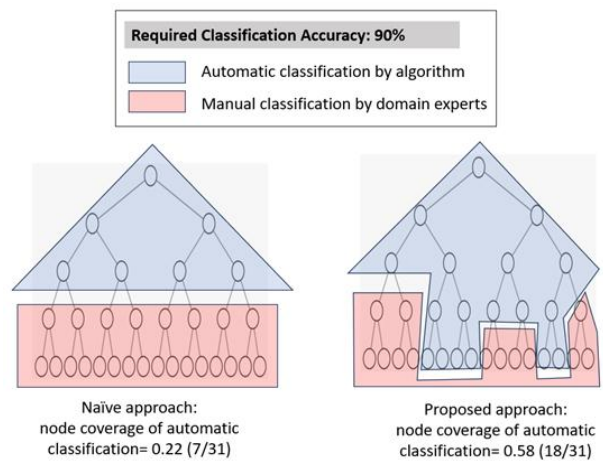 Required Classification Accuracy: 90%
Automatic classification by algorithm
Manual classification by domain experts
Naïve approach:
node coverage of automatic
classification= 0.22 (7/31)
Proposed approach:
node coverage of automatic
classification= 0.58 (18/31)